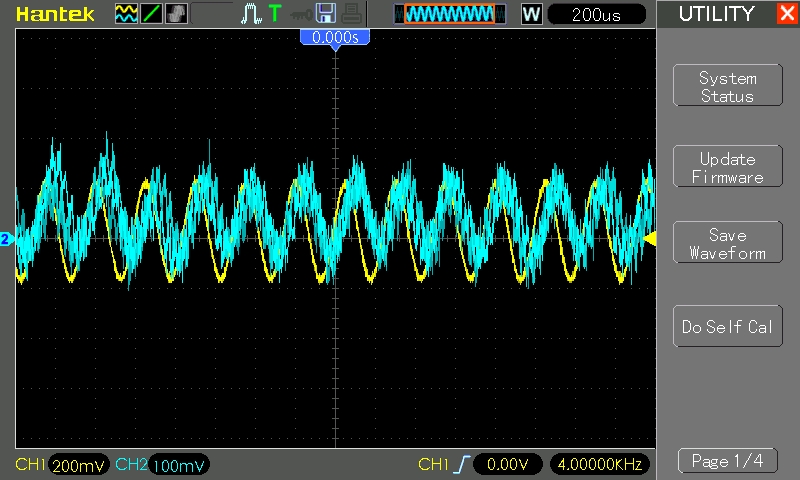 Hantek
T
W
200us
UTILITY
X
0.000s
System
Status
Update
Firmware
Save
Waveform
Do Self Cal
Page 1/4
2
CH1 200mV CH2 100mV
CH1 0.00V 4.00000KHz